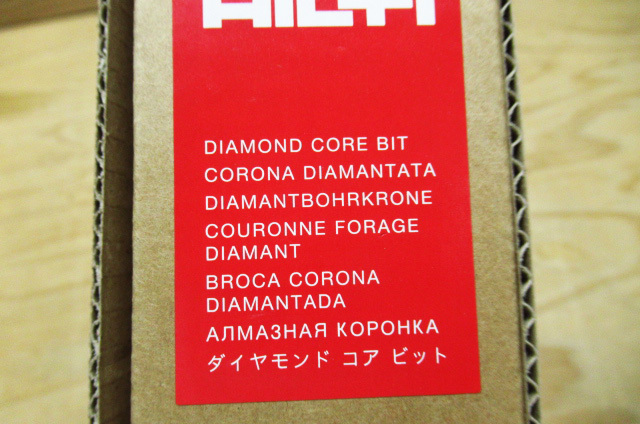 HILTI
DIAMOND CORE BIT
CORONA DIAMANTATA
DIAMANTBOHRKRONE
COURONNE FORAGE
DIAMANT
BROCA CORONA
DIAMANTADA
АЛМАЗНАЯ КОРОНКА
ダイヤモンド コア ビット